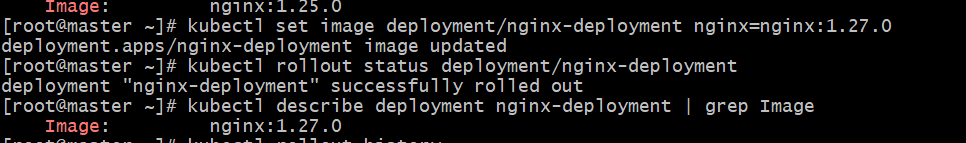 Image:         nginx:1.25.0
[root@master ~]# kubectl set image deployment/nginx-deployment nginx=nginx:1.27.0
deployment.apps/nginx-deployment image updated
[root@master ~]# kubectl rollout status deployment/nginx-deployment
deployment "nginx-deployment" successfully rolled out
[root@master ~]# kubectl describe deployment nginx-deployment | grep Image
Image:         nginx:1.27.0
[root@master ~]# kubectl rollout history